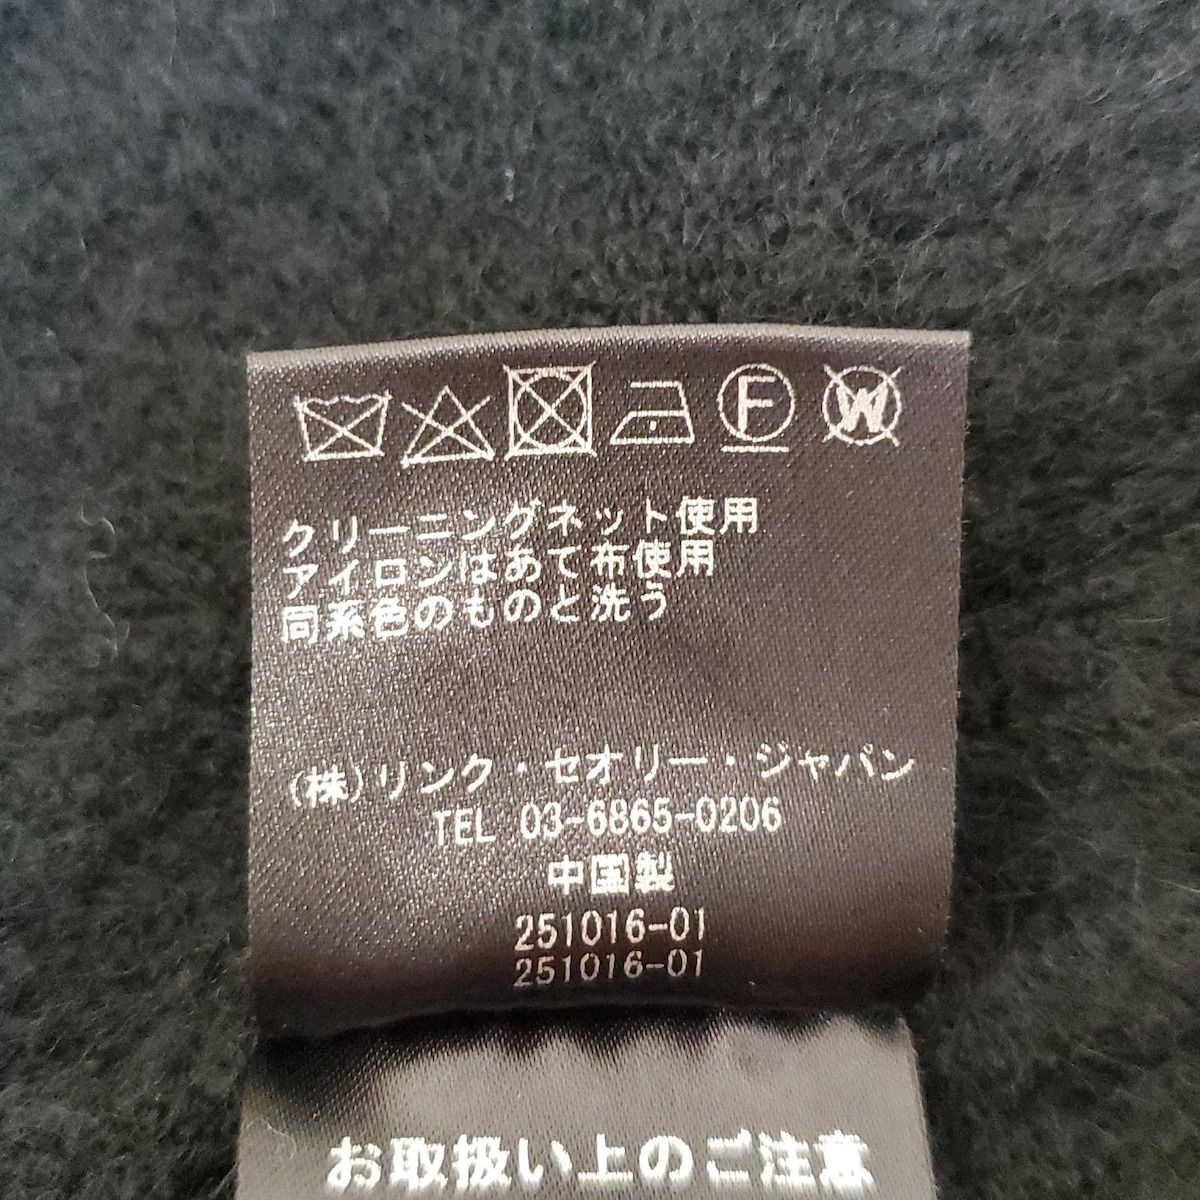 F W
クリーニングネット使用
アイロンはあて布使用
同系色のものと洗う
(株)リンク・セオリー・ジャパン
TEL 03-6865-0206
中国製
251016-01
251016-01
お取扱い上のご注意